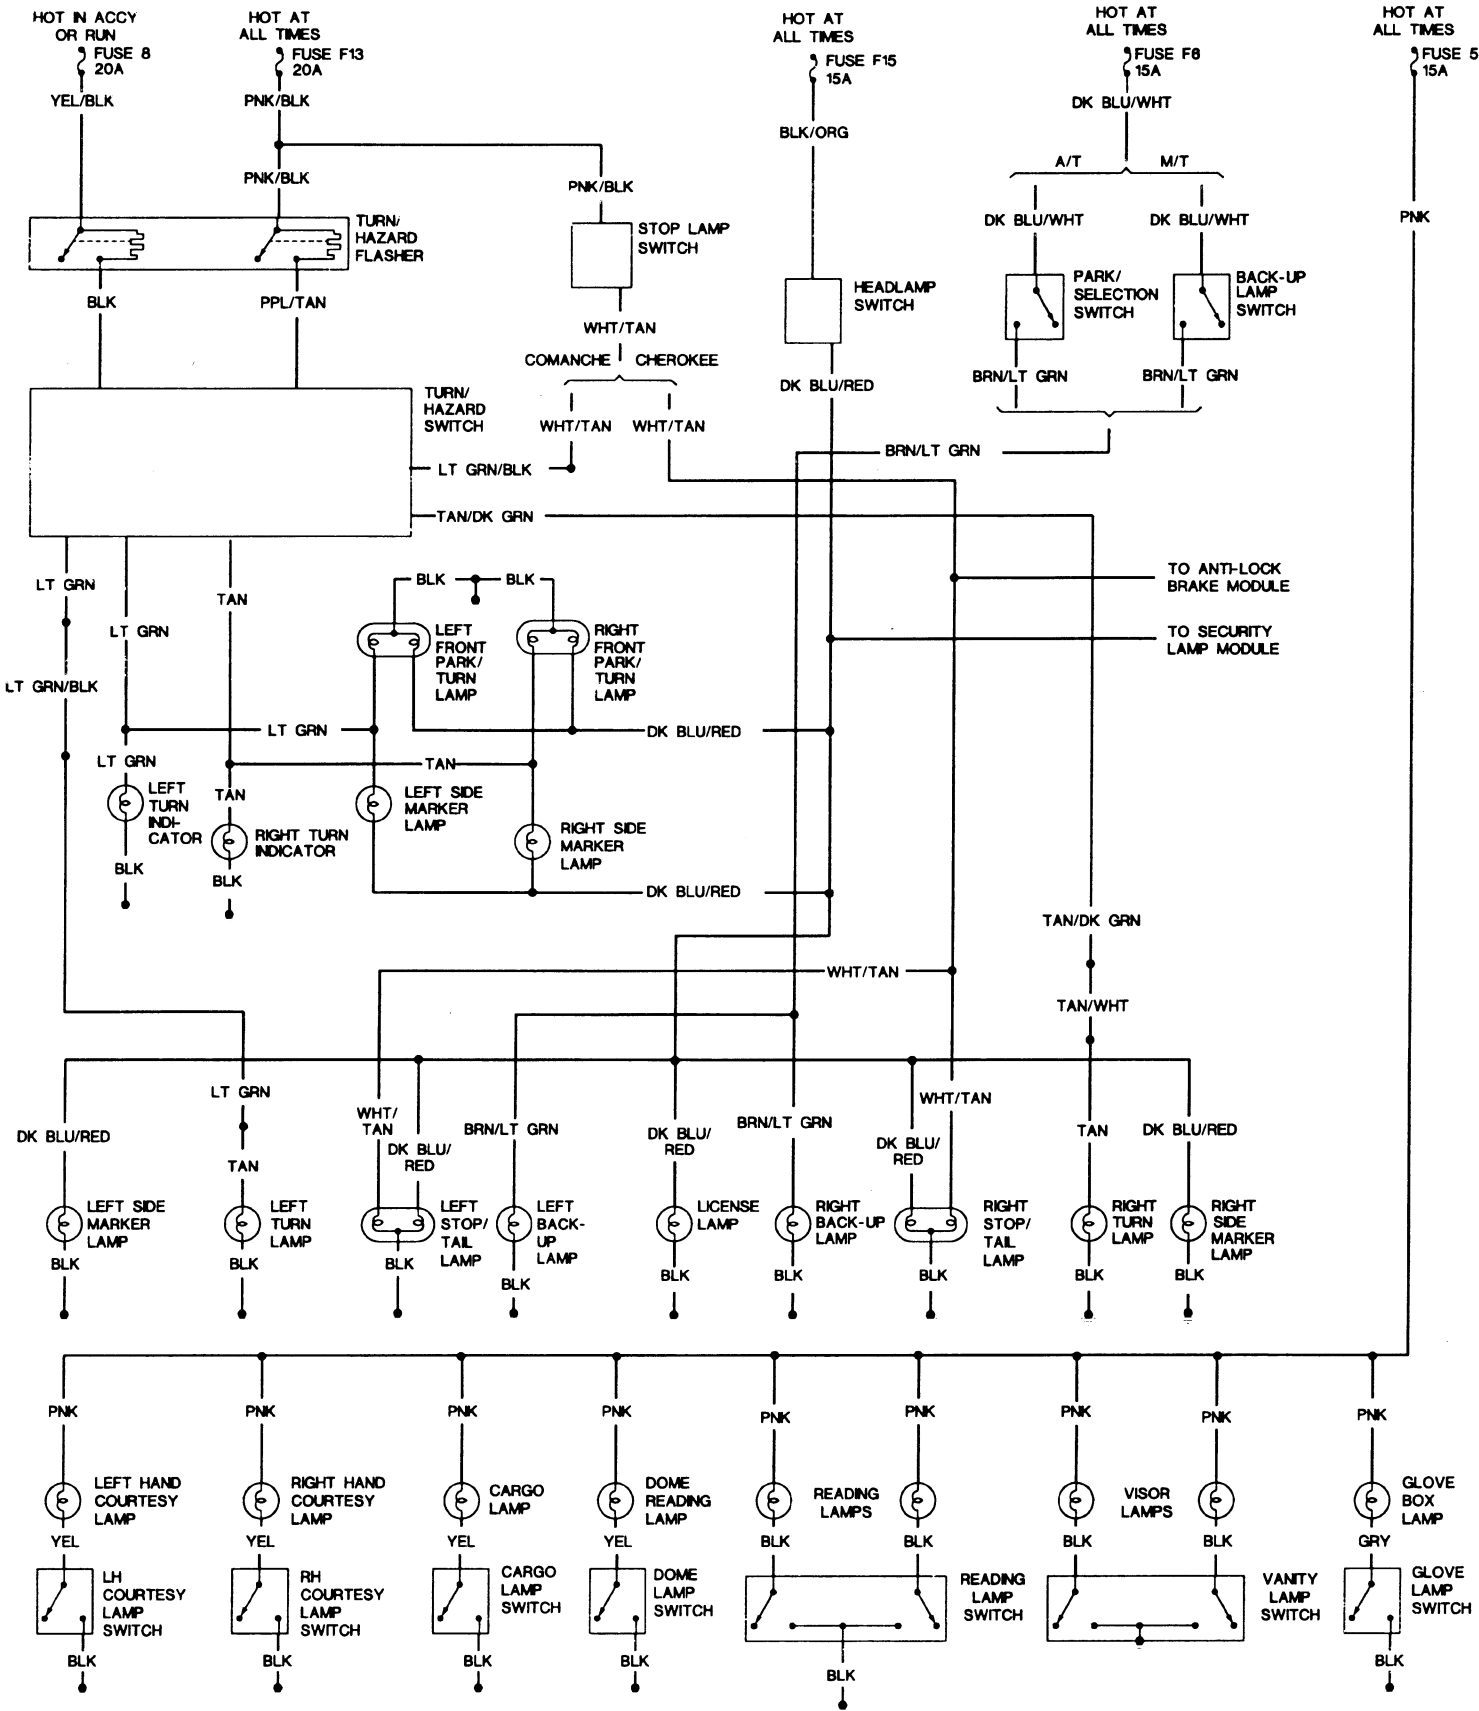 HOT IN ACCY
OR RUN
FUSE 8
20A
YEL/BLK
HOT AT
ALL TIMES
FUSE F13
20A
PNK/BLK
PNK/BLK
PNK/BLK
HOT AT
ALL TIMES
FUSE F15
15A
BLK/ORG
HOT AT
ALL TIMES
FUSE F6
15A
DK BLU/WHT
A/T
M/T
DK BLU/WHT
DK BLU/WHT
HOT AT
ALL TIMES
FUSE 5
15A
PNK
TURN/
HAZARD
FLASHER
STOP LAMP
SWITCH
HEADLAMP
SWITCH
PARK/
SELECTION
SWITCH
BACK-UP
LAMP
SWITCH
BLK
PPL/TAN
WHT/TAN
COMANCHE
CHEROKEE
DK BLU/RED
BRN/LT GRN
BRN/LT GRN
TURN/
HAZARD
SWITCH
WHT/TAN
WHT/TAN
BRN/LT GRN
LT GRN/BLK
TAN/DK GRN
LT GRN
LT GRN
TAN
BLK
BLK
TO ANTI-LOCK
BRAKE MODULE
TO SECURITY
LAMP MODULE
LEFT
FRONT
PARK/
TURN
LAMP
RIGHT
FRONT
PARK/
TURN
LAMP
LT GRN/BLK
LT GRN
DK BLU/RED
LT GRN
TAN
LEFT
TURN
INDI-
CATOR
TAN
RIGHT TURN
INDICATOR
LEFT SIDE
MARKER
LAMP
RIGHT SIDE
MARKER
LAMP
BLK
BLK
DK BLU/RED
TAN/DK GRN
WHT/TAN
TAN/WHT
LT GRN
WHT/
TAN
DK BLU/
RED
BRN/LT GRN
DK BLU/
RED
BRN/LT GRN
DK BLU/
RED
WHT/TAN
TAN
DK BLU/RED
DK BLU/RED
TAN
LEFT SIDE
MARKER
LAMP
LEFT
TURN
LAMP
LEFT
STOP/
TAIL
LAMP
LEFT
BACK-
UP
LAMP
LICENSE
LAMP
RIGHT
BACK-UP
LAMP
RIGHT
STOP/
TAIL
LAMP
RIGHT
TURN
LAMP
RIGHT
SIDE
MARKER
LAMP
BLK
BLK
BLK
BLK
BLK
BLK
BLK
BLK
BLK
PNK
PNK
PNK
PNK
PNK
PNK
PNK
PNK
PNK
LEFT HAND
COURTESY
LAMP
RIGHT HAND
COURTESY
LAMP
CARGO
LAMP
DOME
READING
LAMP
READING
LAMPS
VISOR
LAMPS
GLOVE
BOX
LAMP
YEL
YEL
YEL
YEL
BLK
BLK
BLK
BLK
GRY
LH
COURTESY
LAMP
SWITCH
RH
COURTESY
LAMP
SWITCH
CARGO
LAMP
SWITCH
DOME
LAMP
SWITCH
READING
LAMP
SWITCH
VANITY
LAMP
SWITCH
GLOVE
LAMP
SWITCH
BLK
BLK
BLK
BLK
BLK
BLK